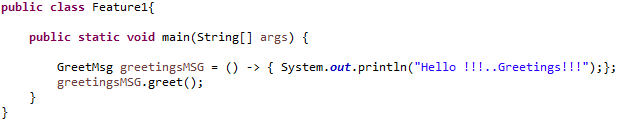 public class Feature1{
public static void main(String[] args) {
GreetMsg greetingsMSG = () -> { System.out.println("Hello !!!..Greetings!!!");};
greetingsMSG.greet();
}
}